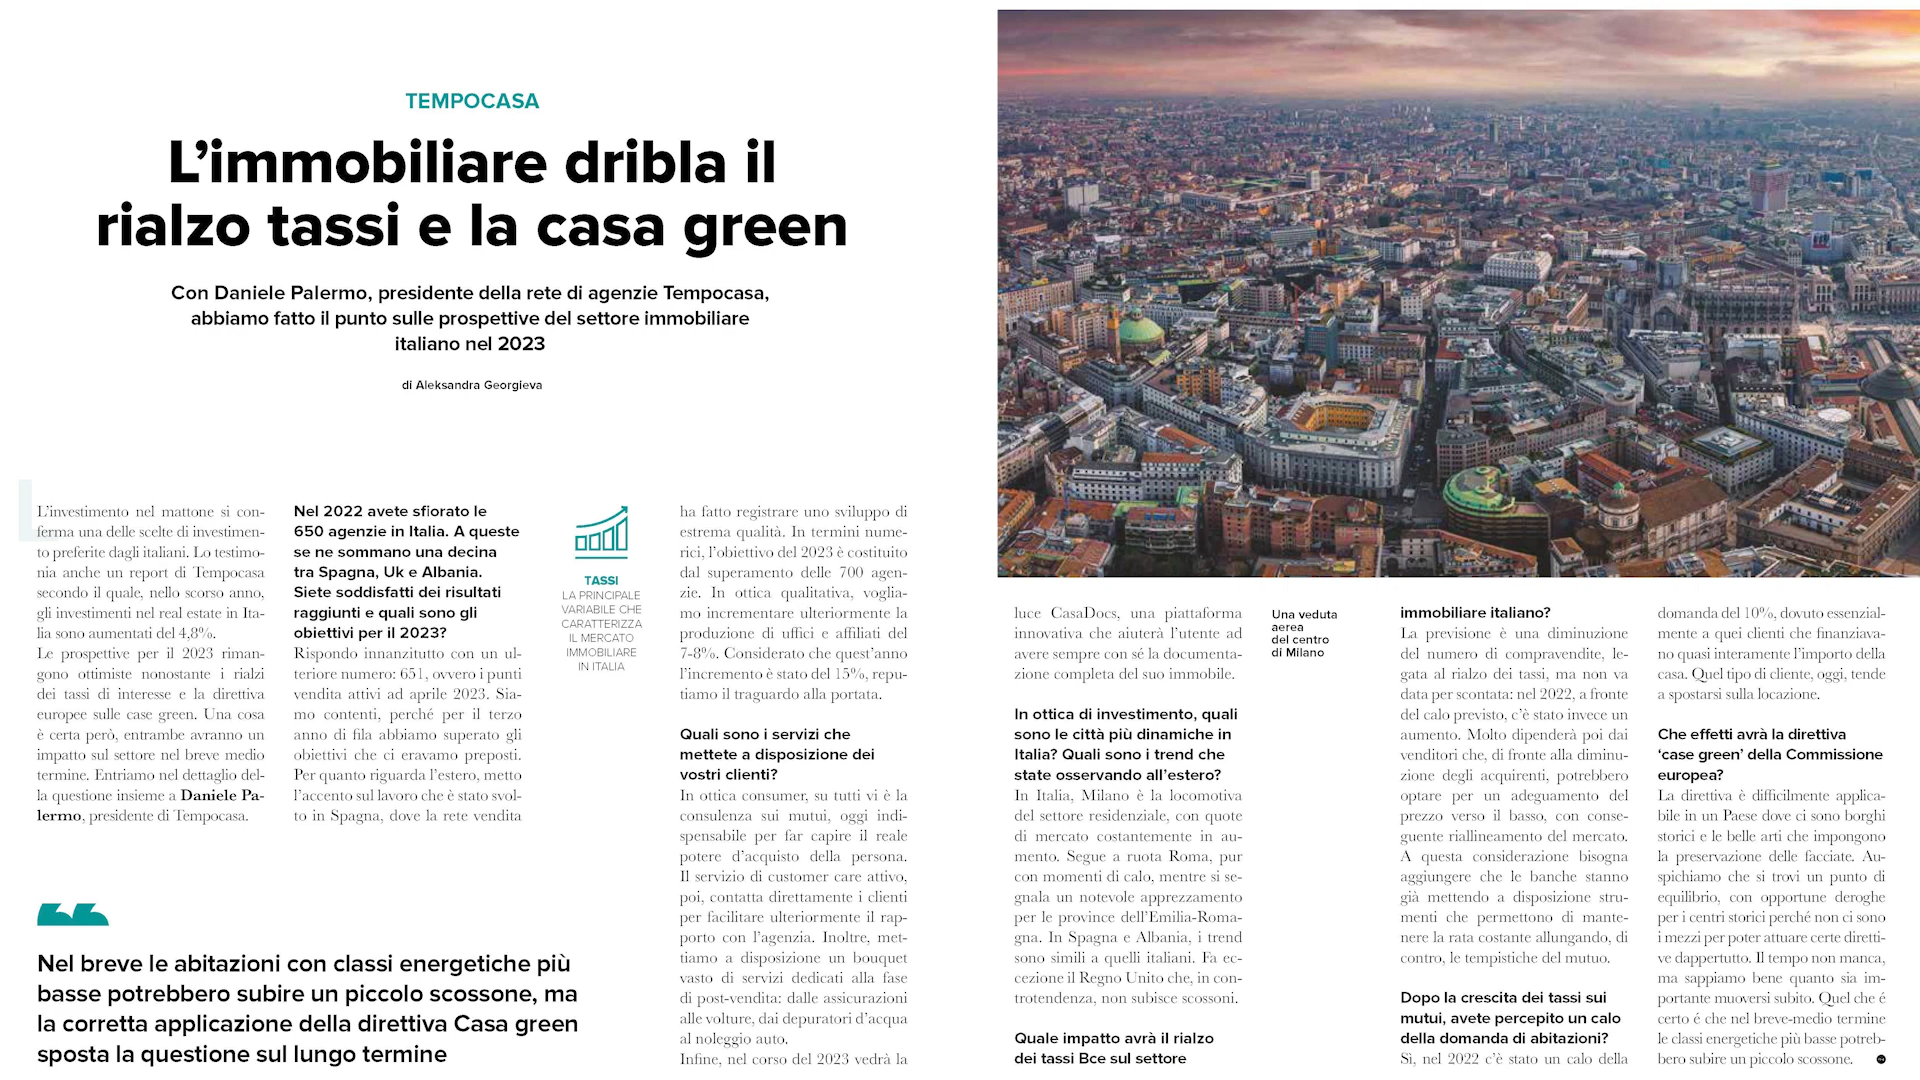 TEMPOCASA
L’immobiliare dribla il
rialzo tassi e la casa green
Con Daniele Palermo, presidente della rete di agenzie Tempocasa,
abbiamo fatto il punto sulle prospettive del settore immobiliare
italiano nel 2023
di Aleksandra Georgieva
L’investimento nel mattone si con-
ferma una delle scelte di investimen-
to preferite dagli italiani. Lo testimo-
nia anche un report di Tempocasa
secondo il quale, nello scorso anno,
gli investimenti nel real estate in Ita-
lia sono aumentati del 4,8%.
Le prospettive per il 2023 riman-
gono ottimiste nonostante i rialzi
dei tassi di interesse e la direttiva
europee sulle case green. Una cosa
è certa però, entrambe avranno un
impatto sul settore nel breve medio
termine. Entriamo nel dettaglio del-
la questione insieme a Daniele Pa-
lermo, presidente di Tempocasa.
Nel 2022 avete sfiorato le
650 agenzie in Italia. A queste
se ne sommano una decina
tra Spagna, Uk e Albania.
Siete soddisfatti dei risultati
raggiunti e quali sono gli
obiettivi per il 2023?
Rispondo innanzitutto con un ul-
teriore numero: 651, ovvero i punti
vendita attivi ad aprile 2023. Sia-
mo contenti, perché per il terzo
anno di fila abbiamo superato gli
obiettivi che ci eravamo preposti.
Per quanto riguarda l’estero, metto
l’accento sul lavoro che è stato svol-
to in Spagna, dove la rete vendita
TASSI
LA PRINCIPALE
VARIABILE CHE
CARATTERIZZA
IL MERCATO
IMMOBILIARE
IN ITALIA
Nel breve le abitazioni con classi energetiche più
basse potrebbero subire un piccolo scossone, ma
la corretta applicazione della direttiva Casa green
sposta la questione sul lungo termine
ha fatto registrare uno sviluppo di
estrema qualità. In termini nume-
rici, l’obiettivo del 2023 è costituito
dal superamento delle 700 agen-
zie. In ottica qualitativa, voglia-
mo incrementare ulteriormente la
produzione di uffici e affiliati del
7-8%. Considerato che quest’anno
l’incremento è stato del 15%, repu-
tiamo il traguardo alla portata.
Quali sono i servizi che
mettete a disposizione dei
vostri clienti?
In ottica consumer, su tutti vi è la
consulenza sui mutui, oggi indi-
spensabile per far capire il reale
potere d’acquisto della persona.
Il servizio di customer care attivo,
poi, contatta direttamente i clienti
per facilitare ulteriormente il rap-
porto con l’agenzia. Inoltre, met-
tiamo a disposizione un bouquet
vasto di servizi dedicati alla fase
di post-vendita: dalle assicurazioni
alle volture, dai depuratori d’acqua
al noleggio auto.
Infine, nel corso del 2023 vedrà la
luce CasaDocs, una piattaforma
innovativa che aiuterà l’utente ad
avere sempre con sé la documenta-
zione completa del suo immobile.
In ottica di investimento, quali
sono le città più dinamiche in
Italia? Quali sono i trend che
state osservando all’estero?
In Italia, Milano è la locomotiva
del settore residenziale, con quote
di mercato costantemente in au-
mento. Segue a ruota Roma, pur
con momenti di calo, mentre si se-
gnala un notevole apprezzamento
per le province dell’Emilia-Roma-
gna. In Spagna e Albania, i trend
sono simili a quelli italiani. Fa ec-
cezione il Regno Unito che, in con-
trotendenza, non subisce scossoni.
Quale impatto avrà il rialzo
dei tassi Bce sul settore
Una veduta
aerea
del centro
di Milano
immobiliare italiano?
La previsione è una diminuzione
del numero di compravendite, le-
gata al rialzo dei tassi, ma non va
data per scontata: nel 2022, a fronte
del calo previsto, c’è stato invece un
aumento. Molto dipenderà poi dai
venditori che, di fronte alla diminu-
zione degli acquirenti, potrebbero
optare per un adeguamento del
prezzo verso il basso, con conse-
guente riallineamento del mercato.
A questa considerazione bisogna
aggiungere che le banche stanno
già mettendo a disposizione stru-
menti che permettono di mante-
nere la rata costante allungando, di
contro, le tempistiche del mutuo.
Dopo la crescita dei tassi sui
mutui, avete percepito un calo
della domanda di abitazioni?
Sì, nel 2022 c’è stato un calo della
domanda del 10%, dovuto essenzial-
mente a quei clienti che finanziava-
no quasi interamente l’importo della
casa. Quel tipo di cliente, oggi, tende
a spostarsi sulla locazione.
Che effetti avrà la direttiva
‘case green’ della Commissione
europea?
La direttiva è difficilmente applica-
bile in un Paese dove ci sono borghi
storici e le belle arti che impongono
la preservazione delle facciate. Au-
spichiamo che si trovi un punto di
equilibrio, con opportune deroghe
per i centri storici perché non ci sono
i mezzi per poter attuare certe diretti-
ve dappertutto. Il tempo non manca,
ma sappiamo bene quanto sia im-
portante muoversi subito. Quel che é
certo é che nel breve-medio termine
le classi energetiche più basse potreb-
bero subire un piccolo scossone.